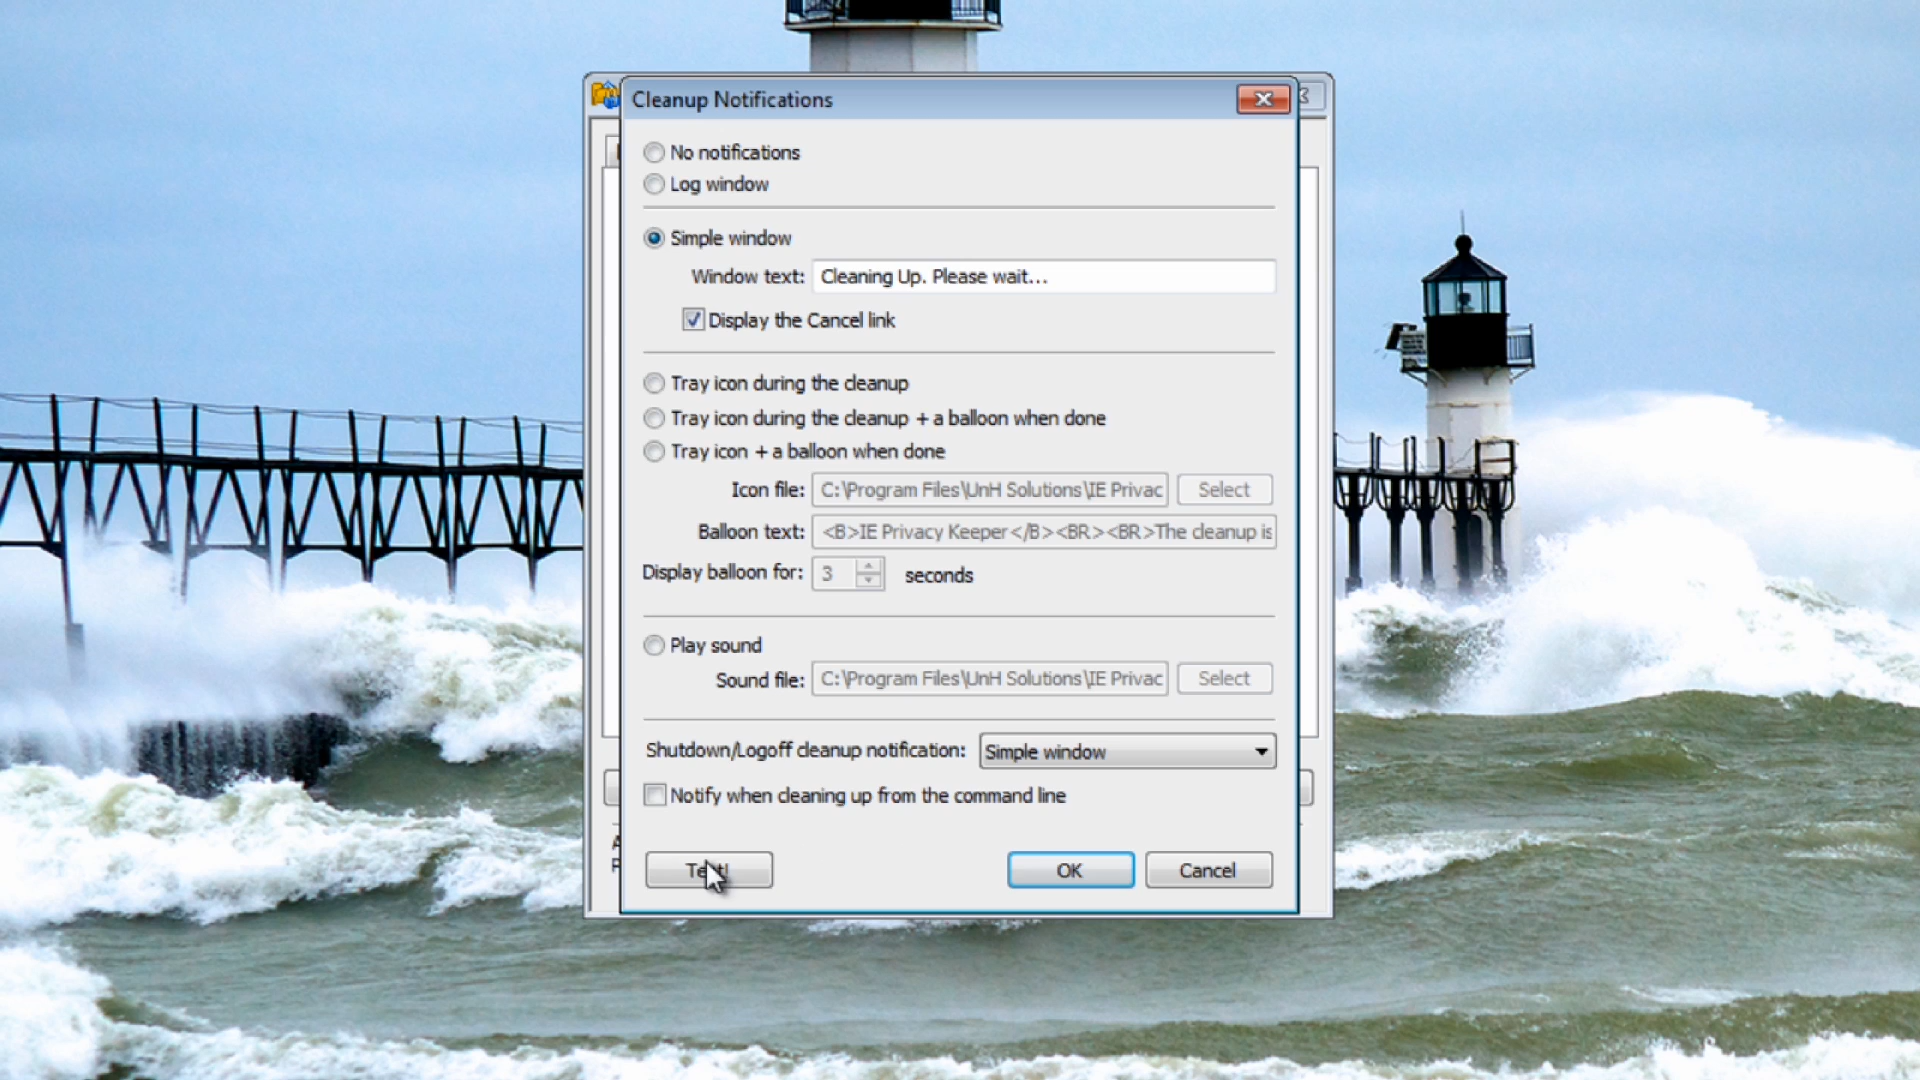 Cleanup Notifications
No notifications
Log window
Simple window
Window text: Cleaning Up. Please wait...
Display the Cancel link
Tray icon during the cleanup
Tray icon during the cleanup + a balloon when done
Tray icon + a balloon when done
Icon file: C:\Program Files\UnH Solutions\IE Privac Select
Balloon text: <B>IE Privacy Keeper</B><BR><BR>The cleanup is
Display balloon for: 3 seconds
Play sound
Sound file: C:\Program Files\UnH Solutions\IE Privac Select
Shutdown/Logoff cleanup notification: Simple window
Notify when cleaning up from the command line
Test! OK Cancel